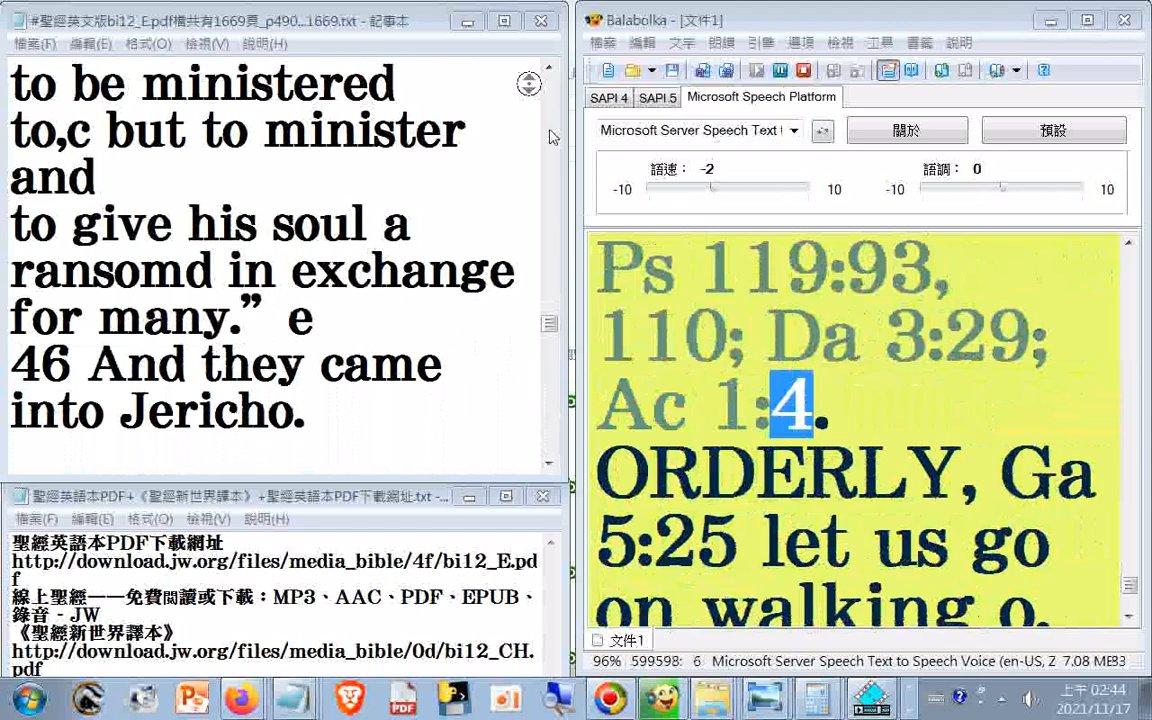 #聖經英文版bi12_E.pdf檔共有1669頁_p490,..1669.txt - 記事本
檔案(F) 編輯(E) 格式(O) 檢視(V) 說明(H)
to be ministered
to,c but to minister
and
to give his soul a
ransomd in exchange
for many.” e
46 And they came
into Jericho.
聖經英語本PDF+《聖經新世界譯本》+聖經英語本PDF下載網址.txt - ...
檔案(F) 編輯(E) 格式(O) 檢視(V) 說明(H)
聖經英語本PDF下載網址
http://download.jw.org/files/media_bible/4f/bi12_E.pd
f
線上聖經——免費閱讀或下載：MP3、AAC、PDF、EPUB、
錄音 - JW
《聖經新世界譯本》
http://download.jw.org/files/media_bible/0d/bi12_CH.
pdf
Balabolka - [文件1]
檔案 編輯 文字 朗讀 引擎 選項 檢視 工具 書籤 說明
SAPI 4 SAPI 5 Microsoft Speech Platform
Microsoft Server Speech Text 關於 預設
語速： -2 語調： 0
-10 10 -10 10
Ps 119:93,
110; Da 3:29;
Ac 1:4.
ORDERLY, Ga
5:25 let us go
on walking o.
文件1
96% 599598: 6 Microsoft Server Speech Text to Speech Voice (en-US, Z 7.08 MB
上午 02:44
2021/11/17